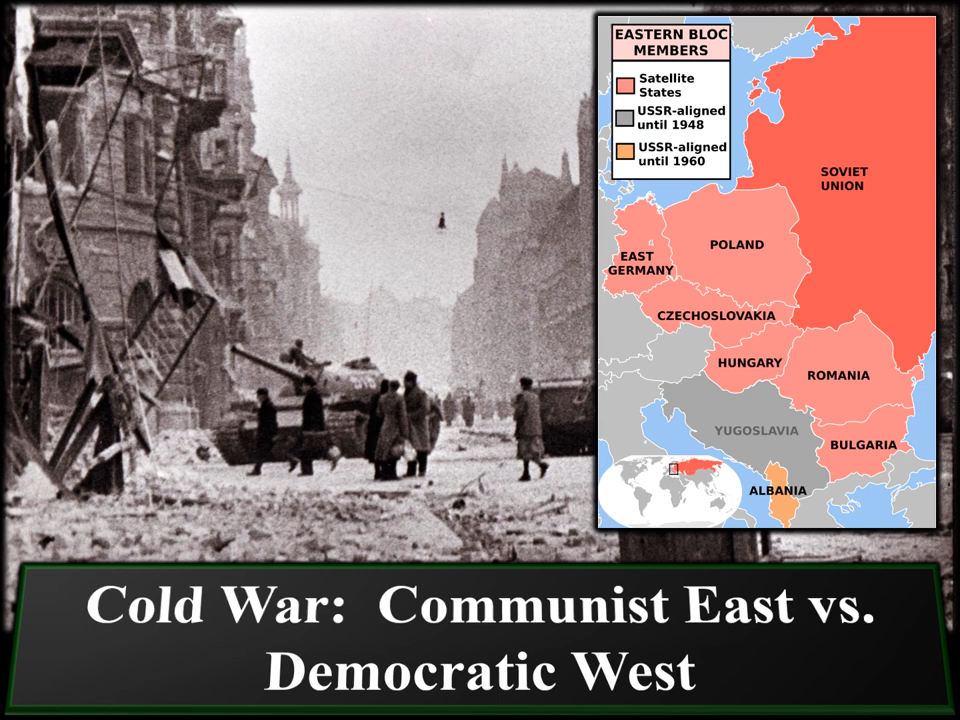 EASTERN BLOC
MEMBERS
Satellite
States
USSR-aligned
until 1948
USSR-aligned
until 1960
SOVIET
UNION
POLAND
EAST
GERMANY
CZECHOSLOVAKIA
HUNGARY
ROMANIA
YUGOSLAVIA
BULGARIA
ALBANIA
Cold War: Communist East vs.
Democratic West